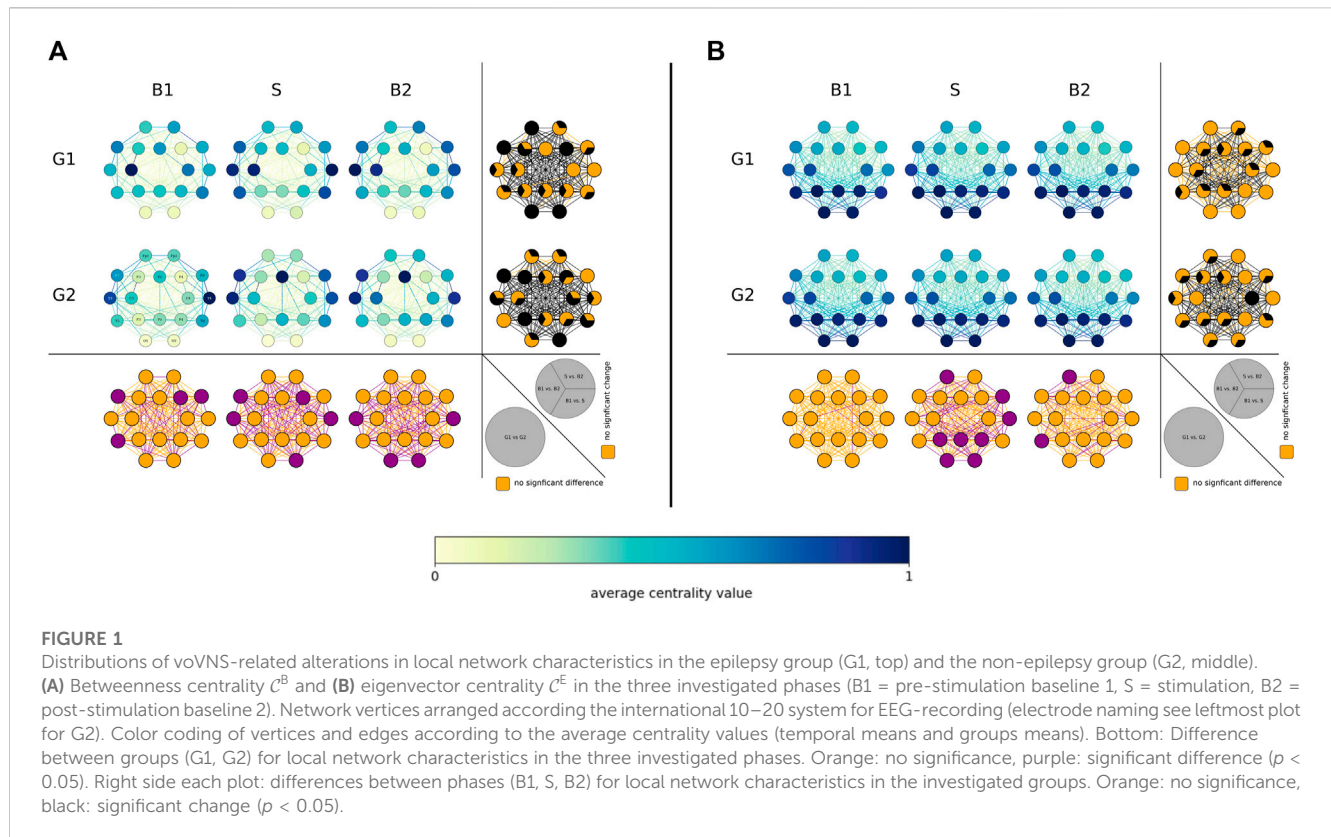 A
B
B1 S B2
B1 S B2
G1
G1
G2
Fp1 Fp2
G2
S vs. B2
B1 vs. B2
B1 vs. S
no signficant change
G1 vs G2
no signficant difference
S vs. B2
B1 vs. B2
B1 vs. S
no signficant change
G1 vs. G2
no signficant difference
0 1
average centrality value
FIGURE 1
Distributions of voVNS-related alterations in local network characteristics in the epilepsy group (G1, top) and the non-epilepsy group (G2, middle).
(A) Betweenness centrality 𝒞ᴮ and (B) eigenvector centrality 𝒞ᴱ in the three investigated phases (B1 = pre-stimulation baseline 1, S = stimulation, B2 =
post-stimulation baseline 2). Network vertices arranged according the international 10–20 system for EEG-recording (electrode naming see leftmost plot
for G2). Color coding of vertices and edges according to the average centrality values (temporal means and groups means). Bottom: Difference
between groups (G1, G2) for local network characteristics in the three investigated phases. Orange: no significance, purple: significant difference (p <
0.05). Right side each plot: differences between phases (B1, S, B2) for local network characteristics in the investigated groups. Orange: no significance,
black: significant change (p < 0.05).